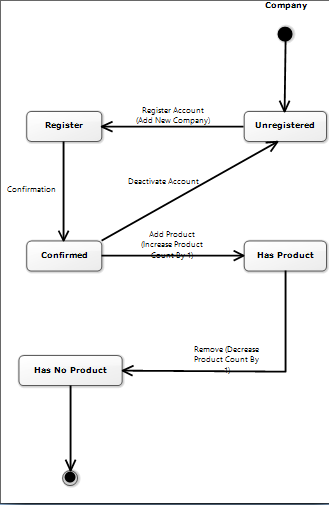 Company
Register Account
(Add New Company)
Register
Unregistered
Confirmation
Deactivate Account
Add Product
(Increase Product
Count By 1)
Confirmed
Has Product
Remove (Decrease
Product Count By
1)
Has No Product